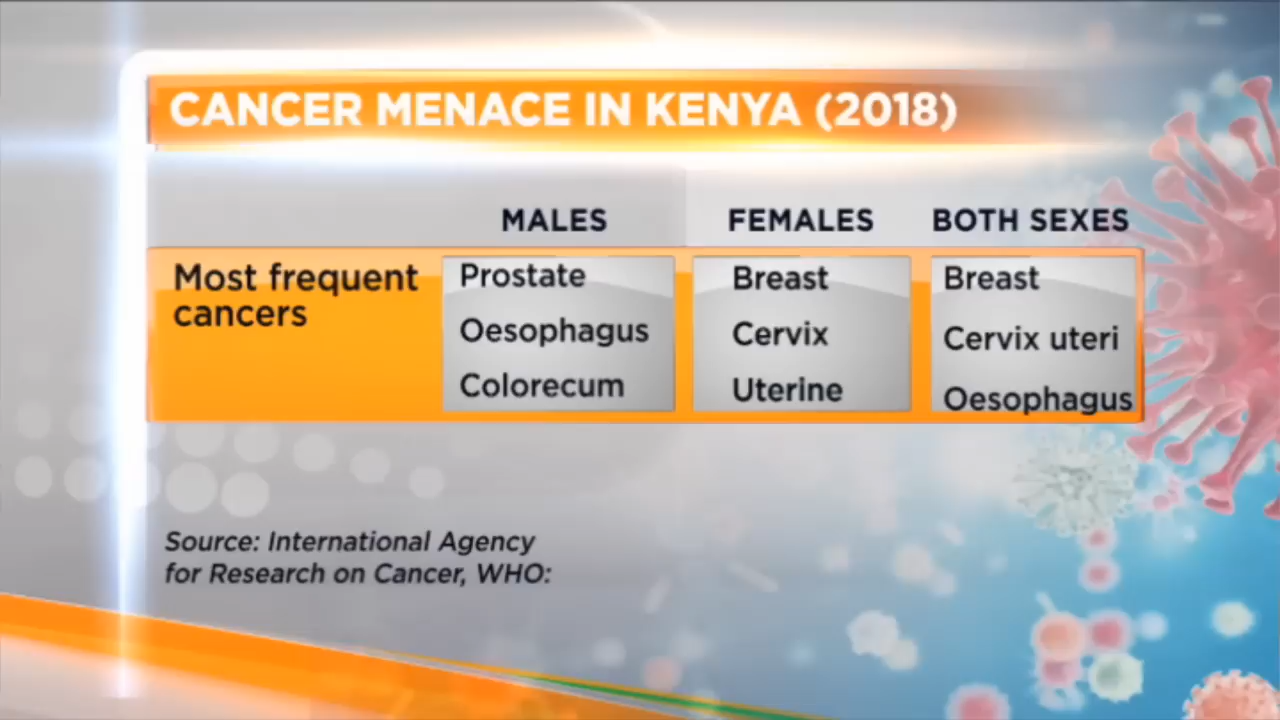 CANCER MENACE IN KENYA (2018)
MALES FEMALES BOTH SEXES
Most frequent
cancers
Prostate
Oesophagus
Colorecum
Breast
Cervix
Uterine
Breast
Cervix uteri
Oesophagus
Source: International Agency
for Research on Cancer, WHO: